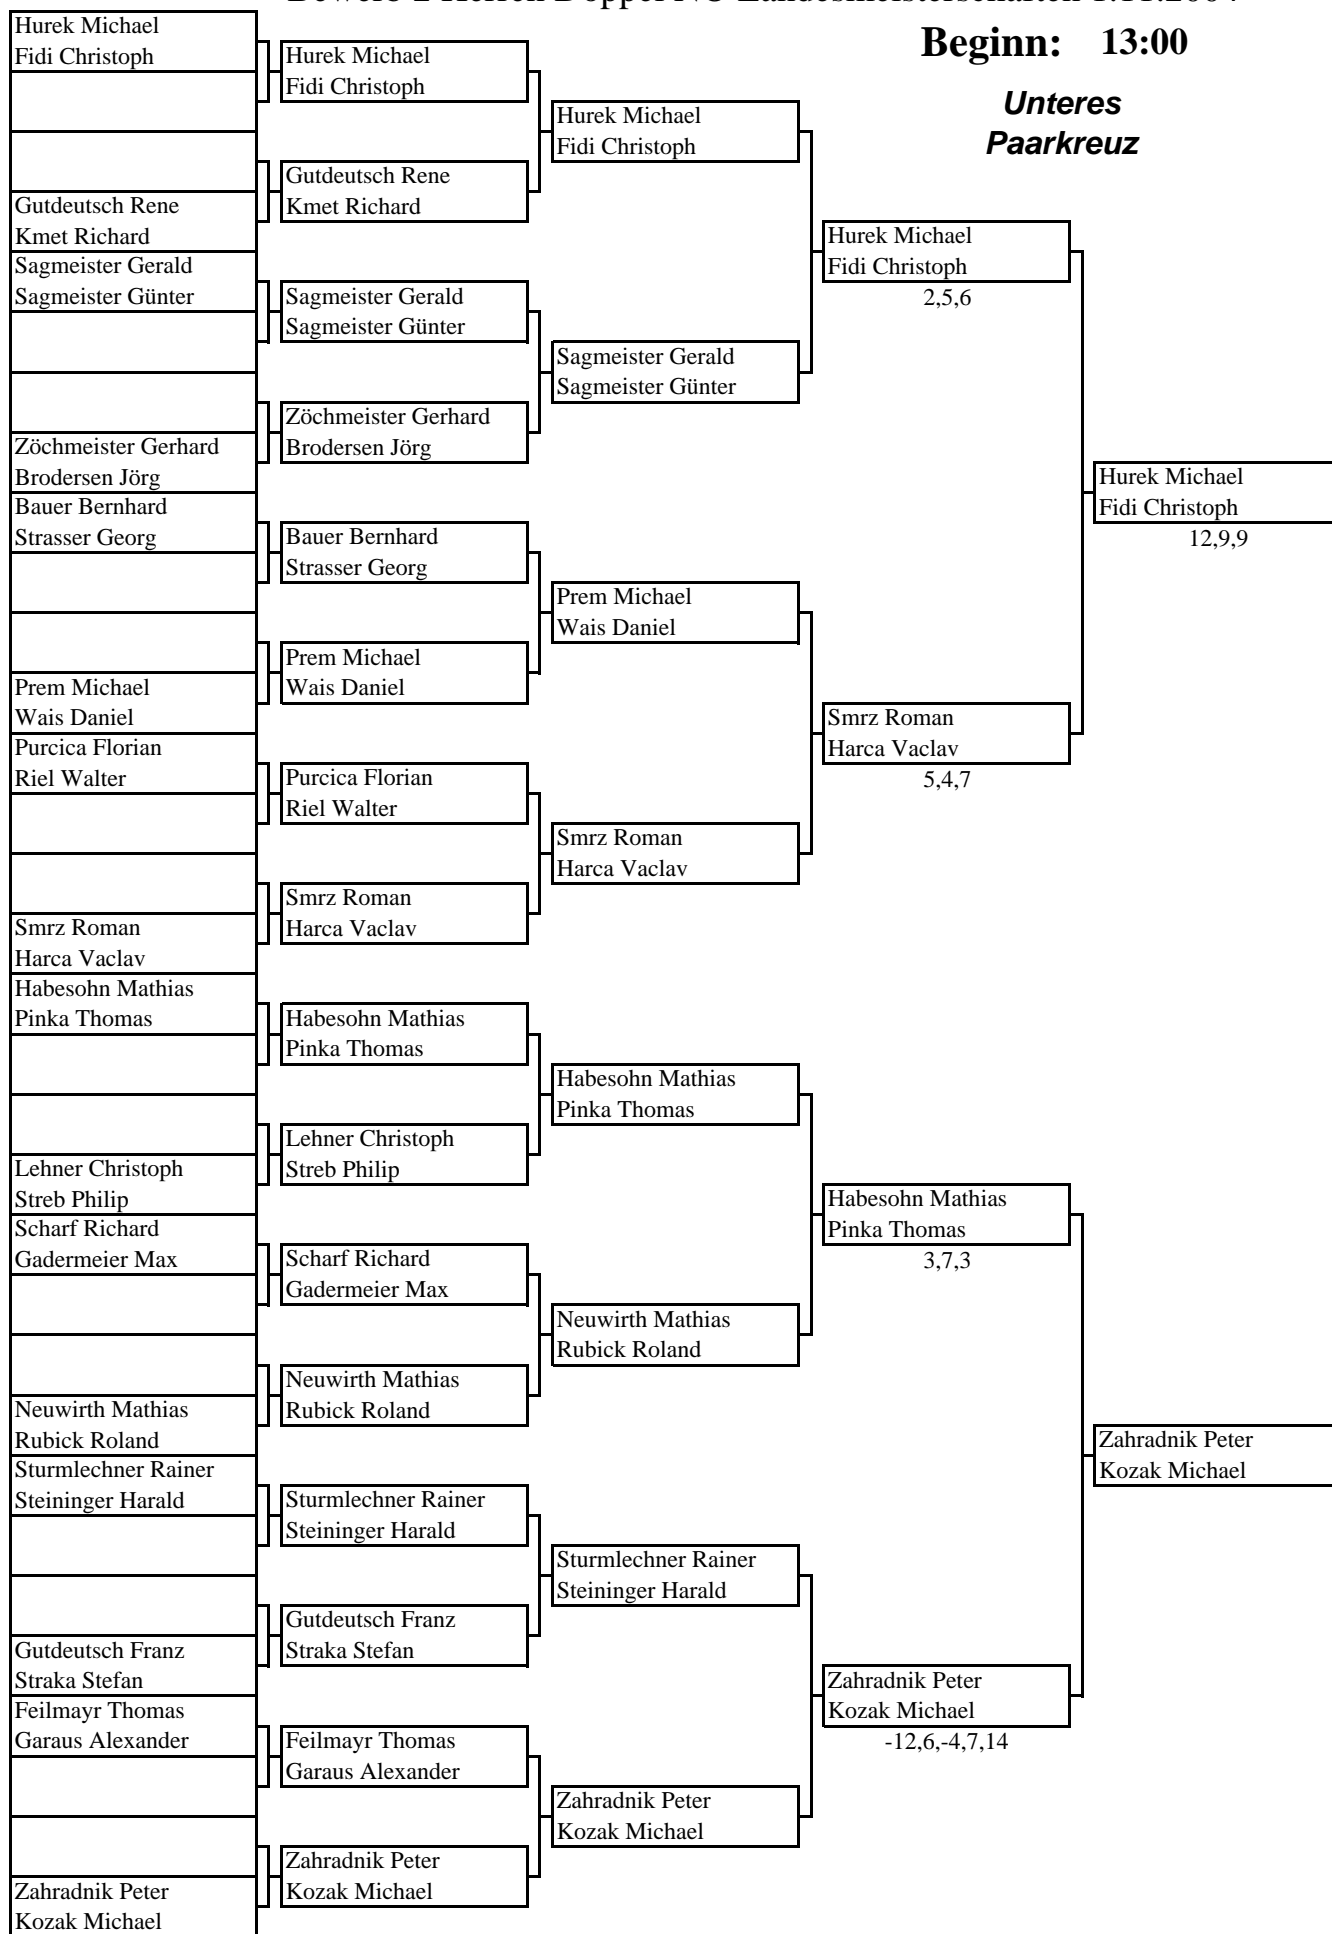 Beginn: 13:00
Unteres
Paarkreuz
Hurek Michael
Fidi Christoph
Gutdeutsch Rene
Kmet Richard
Sagmeister Gerald
Sagmeister Günter
Zöchmeister Gerhard
Brodersen Jörg
Bauer Bernhard
Strasser Georg
Prem Michael
Wais Daniel
Purcica Florian
Riel Walter
Smrz Roman
Harca Vaclav
Habesohn Mathias
Pinka Thomas
Lehner Christoph
Streb Philip
Scharf Richard
Gadermeier Max
Neuwirth Mathias
Rubick Roland
Sturmlechner Rainer
Steininger Harald
Gutdeutsch Franz
Straka Stefan
Feilmayr Thomas
Garaus Alexander
Zahradnik Peter
Kozak Michael
Hurek Michael
Fidi Christoph
Gutdeutsch Rene
Kmet Richard
Sagmeister Gerald
Sagmeister Günter
Zöchmeister Gerhard
Brodersen Jörg
Bauer Bernhard
Strasser Georg
Prem Michael
Wais Daniel
Purcica Florian
Riel Walter
Smrz Roman
Harca Vaclav
Habesohn Mathias
Pinka Thomas
Lehner Christoph
Streb Philip
Scharf Richard
Gadermeier Max
Neuwirth Mathias
Rubick Roland
Sturmlechner Rainer
Steininger Harald
Gutdeutsch Franz
Straka Stefan
Feilmayr Thomas
Garaus Alexander
Zahradnik Peter
Kozak Michael
Hurek Michael
Fidi Christoph
Sagmeister Gerald
Sagmeister Günter
Prem Michael
Wais Daniel
Smrz Roman
Harca Vaclav
Habesohn Mathias
Pinka Thomas
Neuwirth Mathias
Rubick Roland
Sturmlechner Rainer
Steininger Harald
Zahradnik Peter
Kozak Michael
Hurek Michael
Fidi Christoph
2,5,6
Smrz Roman
Harca Vaclav
5,4,7
Habesohn Mathias
Pinka Thomas
3,7,3
Zahradnik Peter
Kozak Michael
-12,6,-4,7,14
Hurek Michael
Fidi Christoph
12,9,9
Zahradnik Peter
Kozak Michael